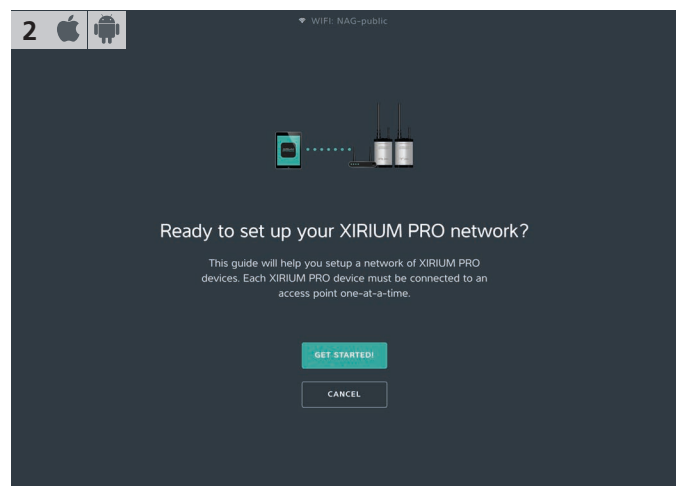 2
WIFI: NAG-public
Ready to set up your XIRIUM PRO network?
This guide will help you setup a network of XIRIUM PRO
devices. Each XIRIUM PRO device must be connected to an
access point one-at-a-time.
GET STARTED!
CANCEL